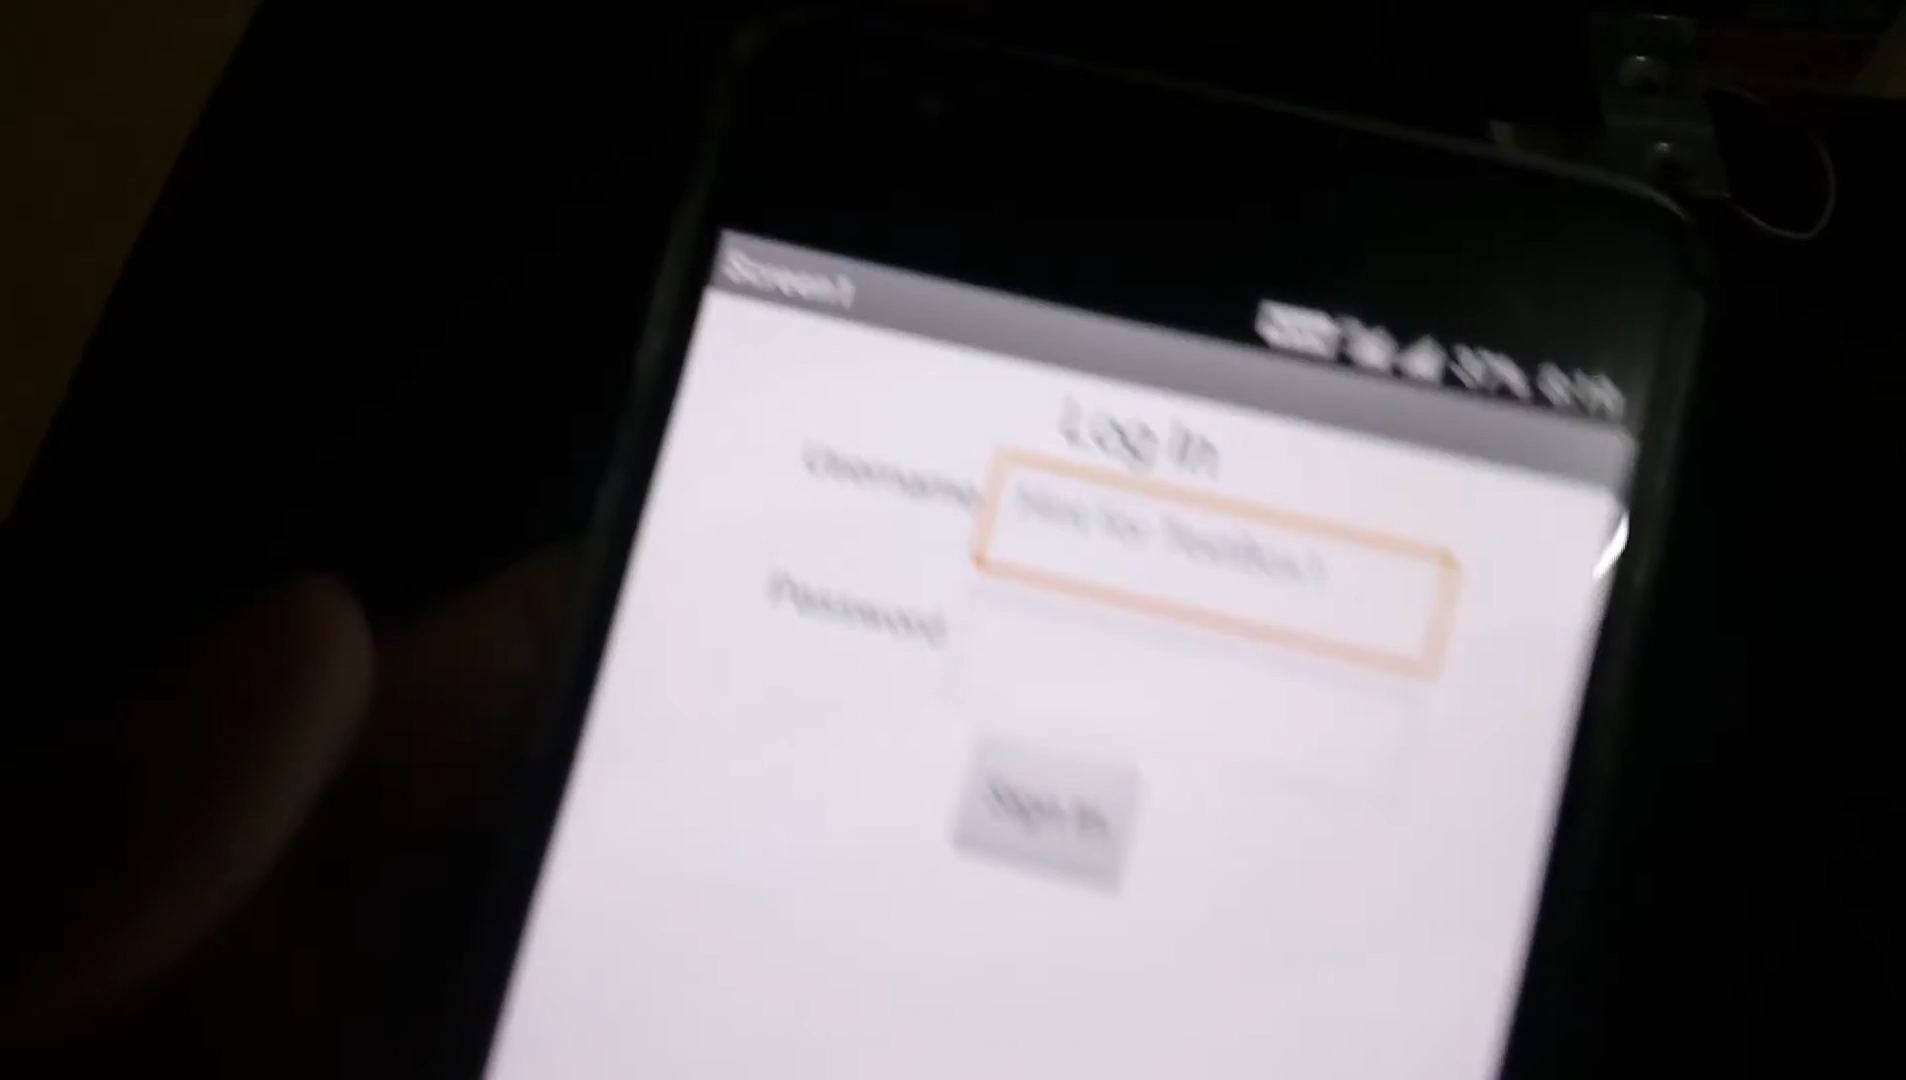 Screen1
Log In
Username
Hint for TextBox1
Password
Sign In